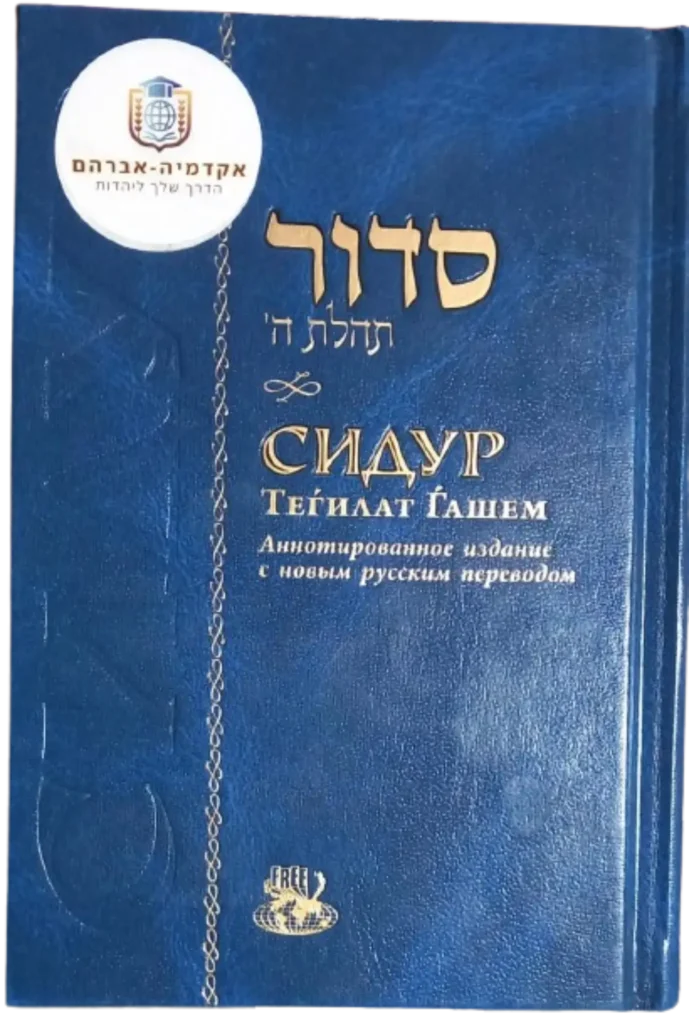 אקדמיה-אברהם
הדרך שלך ליהדות
סדור
תהלת ה'
СИДУР
ТЕЃИЛАТ ЃАШЕМ
Аннотированное издание
с новым русским переводом
FREE